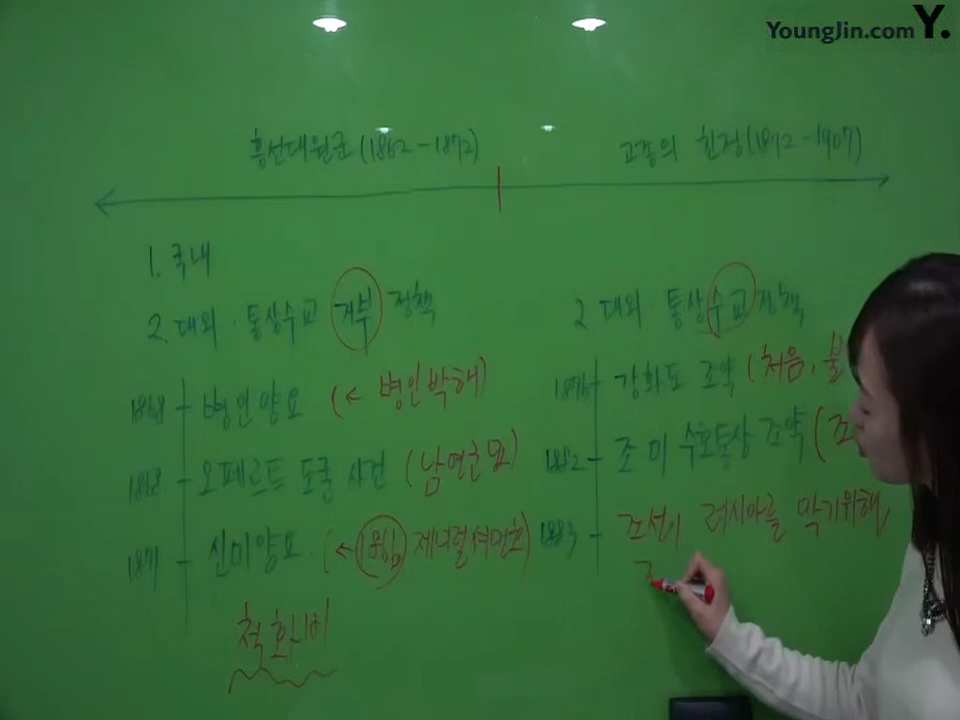 YoungJin.com Y.
흥선대원군(1862-1872)
고종의 친정(1872-1907)
1. 국내
2. 대외·통상수교 거부 정책
1868 병인양요 (← 병인박해)
1868 오페르트 도굴 사건 (남연군묘)
1871 신미양요 (← 1866 제너럴셔먼호)
척화비
2 대외 통상수교 정책
1876 강화도 조약 (처음, 불
1882 조 미 수호통상 조약 (조
1883 조선이 러시아를 막기위해,